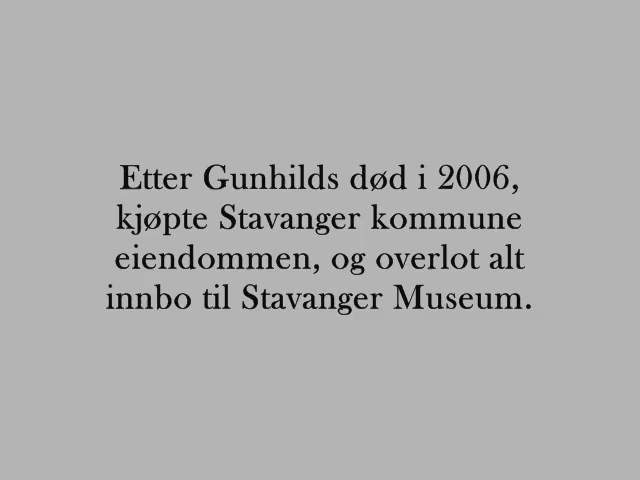 Etter Gunhilds død i 2006,
kjøpte Stavanger kommune
eiendommen, og overlot alt
innbo til Stavanger Museum.